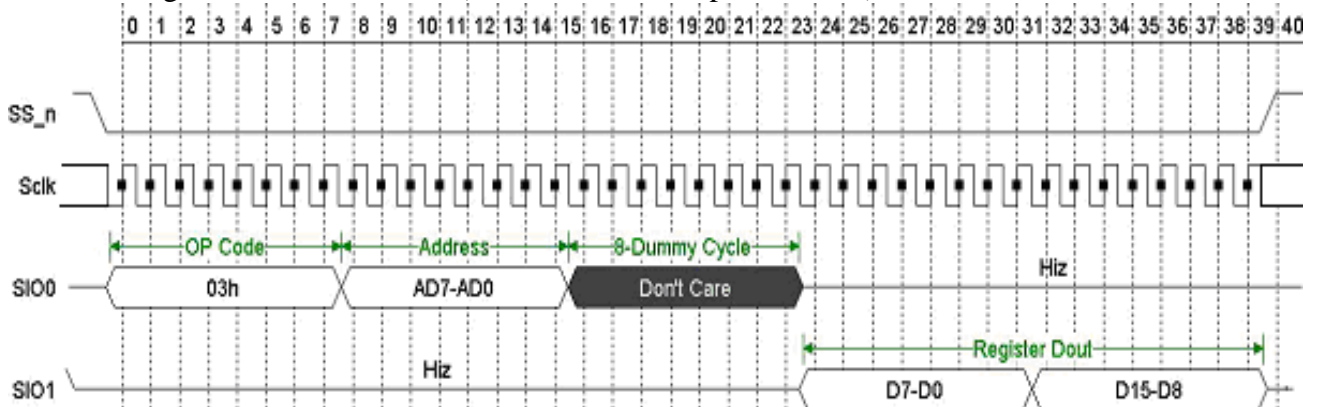 0 1 2 3 4 5 6 7 8 9 10 11 12 13 14 15 16 17 18 19 20 21 22 23 24 25 26 27 28 29 30 31 32 33 34 35 36 37 38 39 40
SS_n
Sclk
OP Code Address 8-Dummy Cycle
SIO0 03h AD7-AD0 Don't Care Hiz
Register Dout
SIO1 Hiz D7-D0 D15-D8